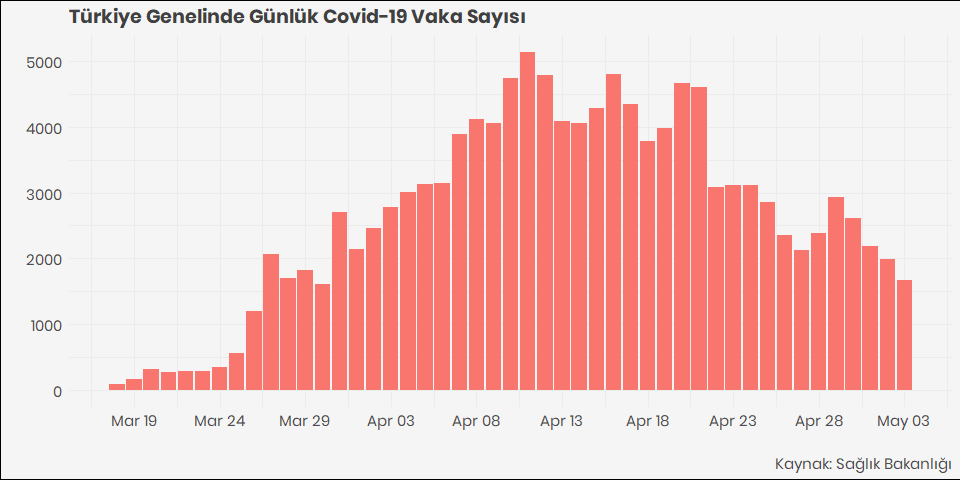 Türkiye Genelinde Günlük Covid-19 Vaka Sayısı
5000
4000
3000
2000
1000
0
Mar 19 Mar 24 Mar 29 Apr 03 Apr 08 Apr 13 Apr 18 Apr 23 Apr 28 May 03
Kaynak: Sağlık Bakanlığı